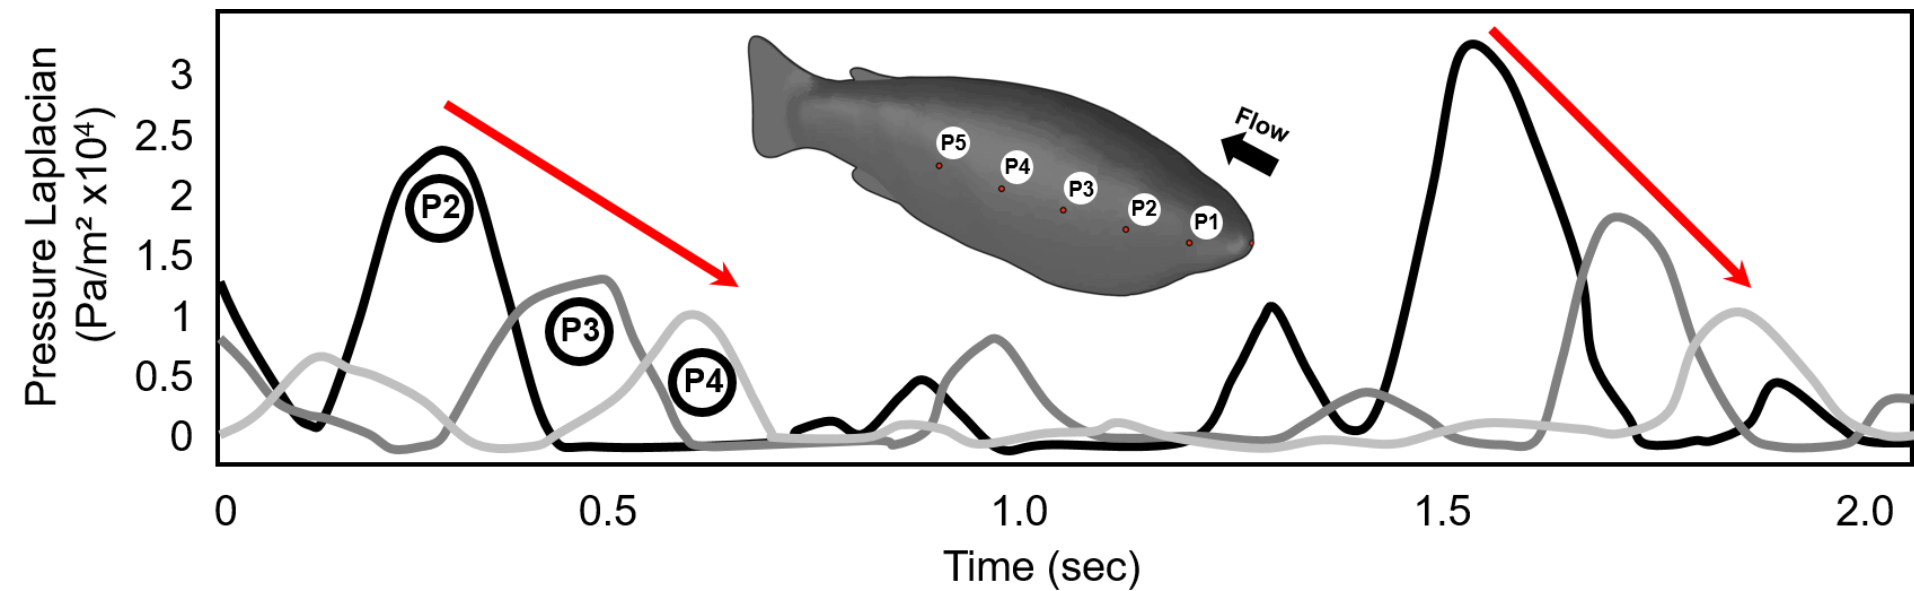 Pressure Laplacian
(Pa/m² x10⁴)
3
2.5
2
1.5
1
0.5
0
P2
P3
P4
P5
P4
P3
P2
P1
Flow
0
0.5
1.0
1.5
2.0
Time (sec)